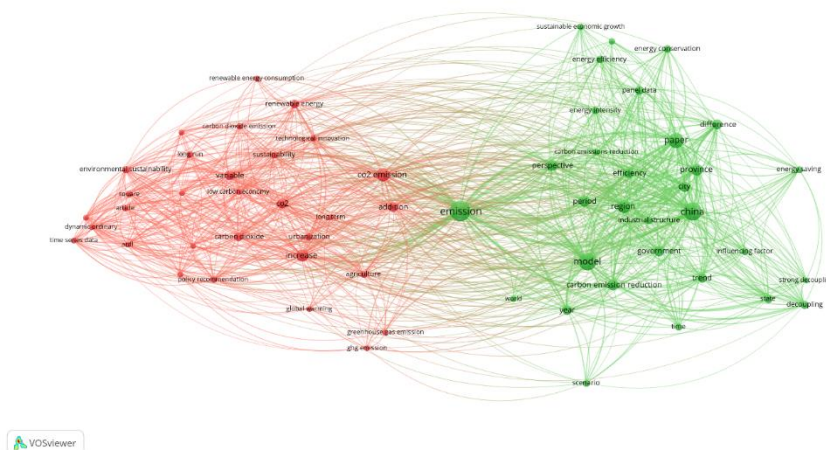 sustainable economic growth
energy conservation
energy efficiency
renewable energy consumption
panel data
renewable energy
energy intensity
carbon dioxide emission
difference
technological innovation
paper
long run
sustainability
carbon emissions reduction
environmental sustainability
perspective
province
energy saving
variable
co2 emission
efficiency
city
square
low carbon economy
article
co2
addition
period
region
china
emission
long term
industrial structure
dynamic ordinary
time series data
carbon dioxide
urbanization
government
influencing factor
increase
model
agriculture
policy recommendation
trend
strong decoupl
carbon emission reduction
world
state
decoupling
global warming
year
time
greenhouse gas emission
ghg emission
scenario
VOSviewer